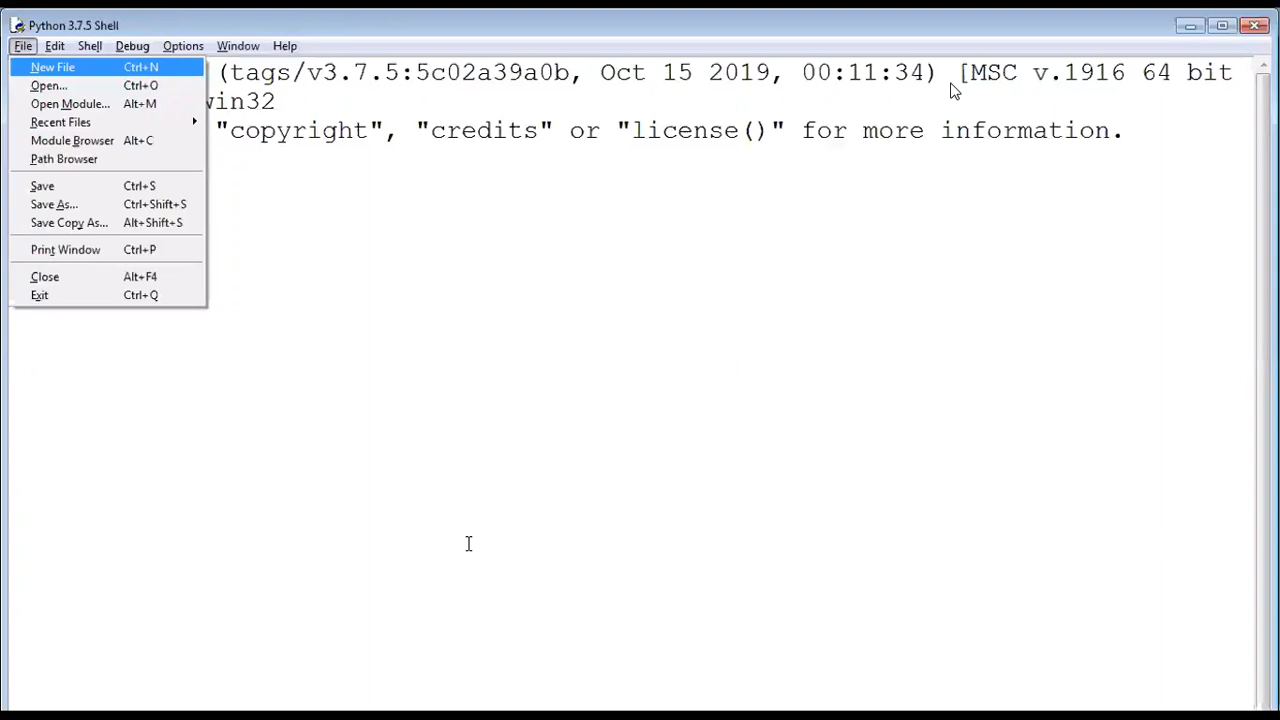 Python 3.7.5 Shell
File Edit Shell Debug Options Window Help
New File Ctrl+N
(tags/v3.7.5:5c02a39a0b, Oct 15 2019, 00:11:34) [MSC v.1916 64 bit
Open... Ctrl+O
Open Module... Alt+M
win32
Recent Files
"copyright", "credits" or "license()" for more information.
Module Browser Alt+C
Path Browser
Save Ctrl+S
Save As... Ctrl+Shift+S
Save Copy As... Alt+Shift+S
Print Window Ctrl+P
Close Alt+F4
Exit Ctrl+Q